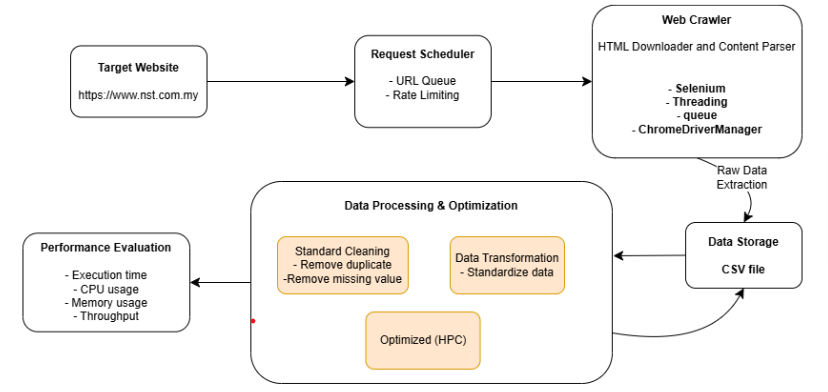 Target Website
https://www.nst.com.my
Request Scheduler
- URL Queue
- Rate Limiting
Web Crawler
HTML Downloader and Content Parser
- Selenium
- Threading
- queue
- ChromeDriverManager
Raw Data
Extraction
Data Storage
CSV file
Data Processing & Optimization
Standard Cleaning
- Remove duplicate
-Remove missing value
Data Transformation
- Standardize data
Optimized (HPC)
Performance Evaluation
- Execution time
- CPU usage
- Memory usage
- Throughput